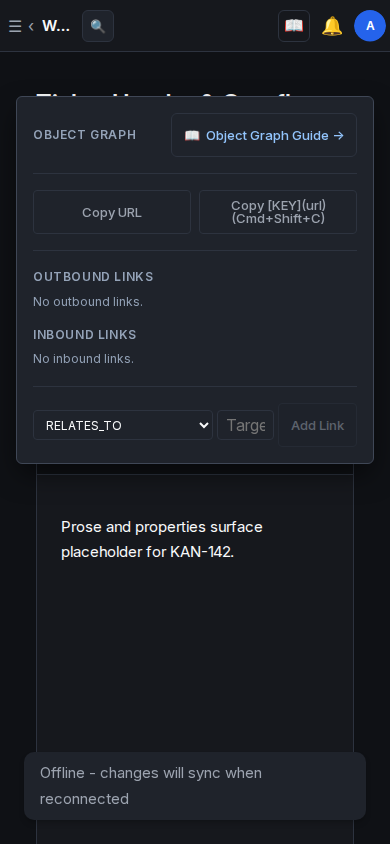 W...
A
OBJECT GRAPH
Object Graph Guide →
Copy URL
Copy [KEY](url)
(Cmd+Shift+C)
OUTBOUND LINKS
No outbound links.
INBOUND LINKS
No inbound links.
RELATES_TO
Targe
Add Link
Prose and properties surface
placeholder for KAN-142.
Offline - changes will sync when
reconnected